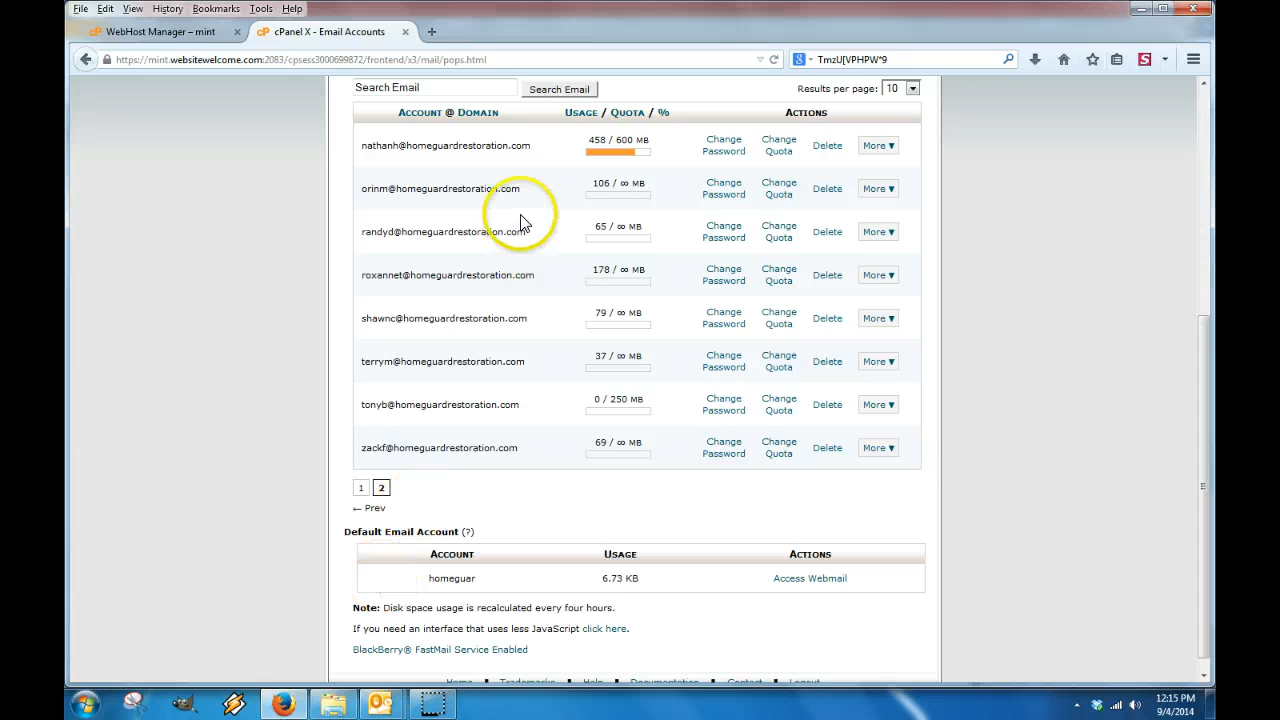 File Edit View History Bookmarks Tools Help
WebHost Manager – mint × cPanel X - Email Accounts × +
https://mint.websitewelcome.com:2083/cpsess3000699872/frontend/x3/mail/pops.html TmzU[VPHPW*9
Search Email Search Email Results per page: 10
ACCOUNT @ DOMAIN USAGE / QUOTA / % ACTIONS
nathanh@homeguardrestoration.com 458 / 600 MB Change Password Change Quota Delete More ▼
orinm@homeguardrestoration.com 106 / ∞ MB Change Password Change Quota Delete More ▼
randyd@homeguardrestoration.com 65 / ∞ MB Change Password Change Quota Delete More ▼
roxannet@homeguardrestoration.com 178 / ∞ MB Change Password Change Quota Delete More ▼
shawnc@homeguardrestoration.com 79 / ∞ MB Change Password Change Quota Delete More ▼
terrym@homeguardrestoration.com 37 / ∞ MB Change Password Change Quota Delete More ▼
tonyb@homeguardrestoration.com 0 / 250 MB Change Password Change Quota Delete More ▼
zackf@homeguardrestoration.com 69 / ∞ MB Change Password Change Quota Delete More ▼
1 2
← Prev
Default Email Account (?)
ACCOUNT USAGE ACTIONS
homeguar 6.73 KB Access Webmail
Note: Disk space usage is recalculated every four hours.
If you need an interface that uses less JavaScript click here.
BlackBerry® FastMail Service Enabled
Home Trademarks Help Documentation Contact Logout
12:15 PM
9/4/2014